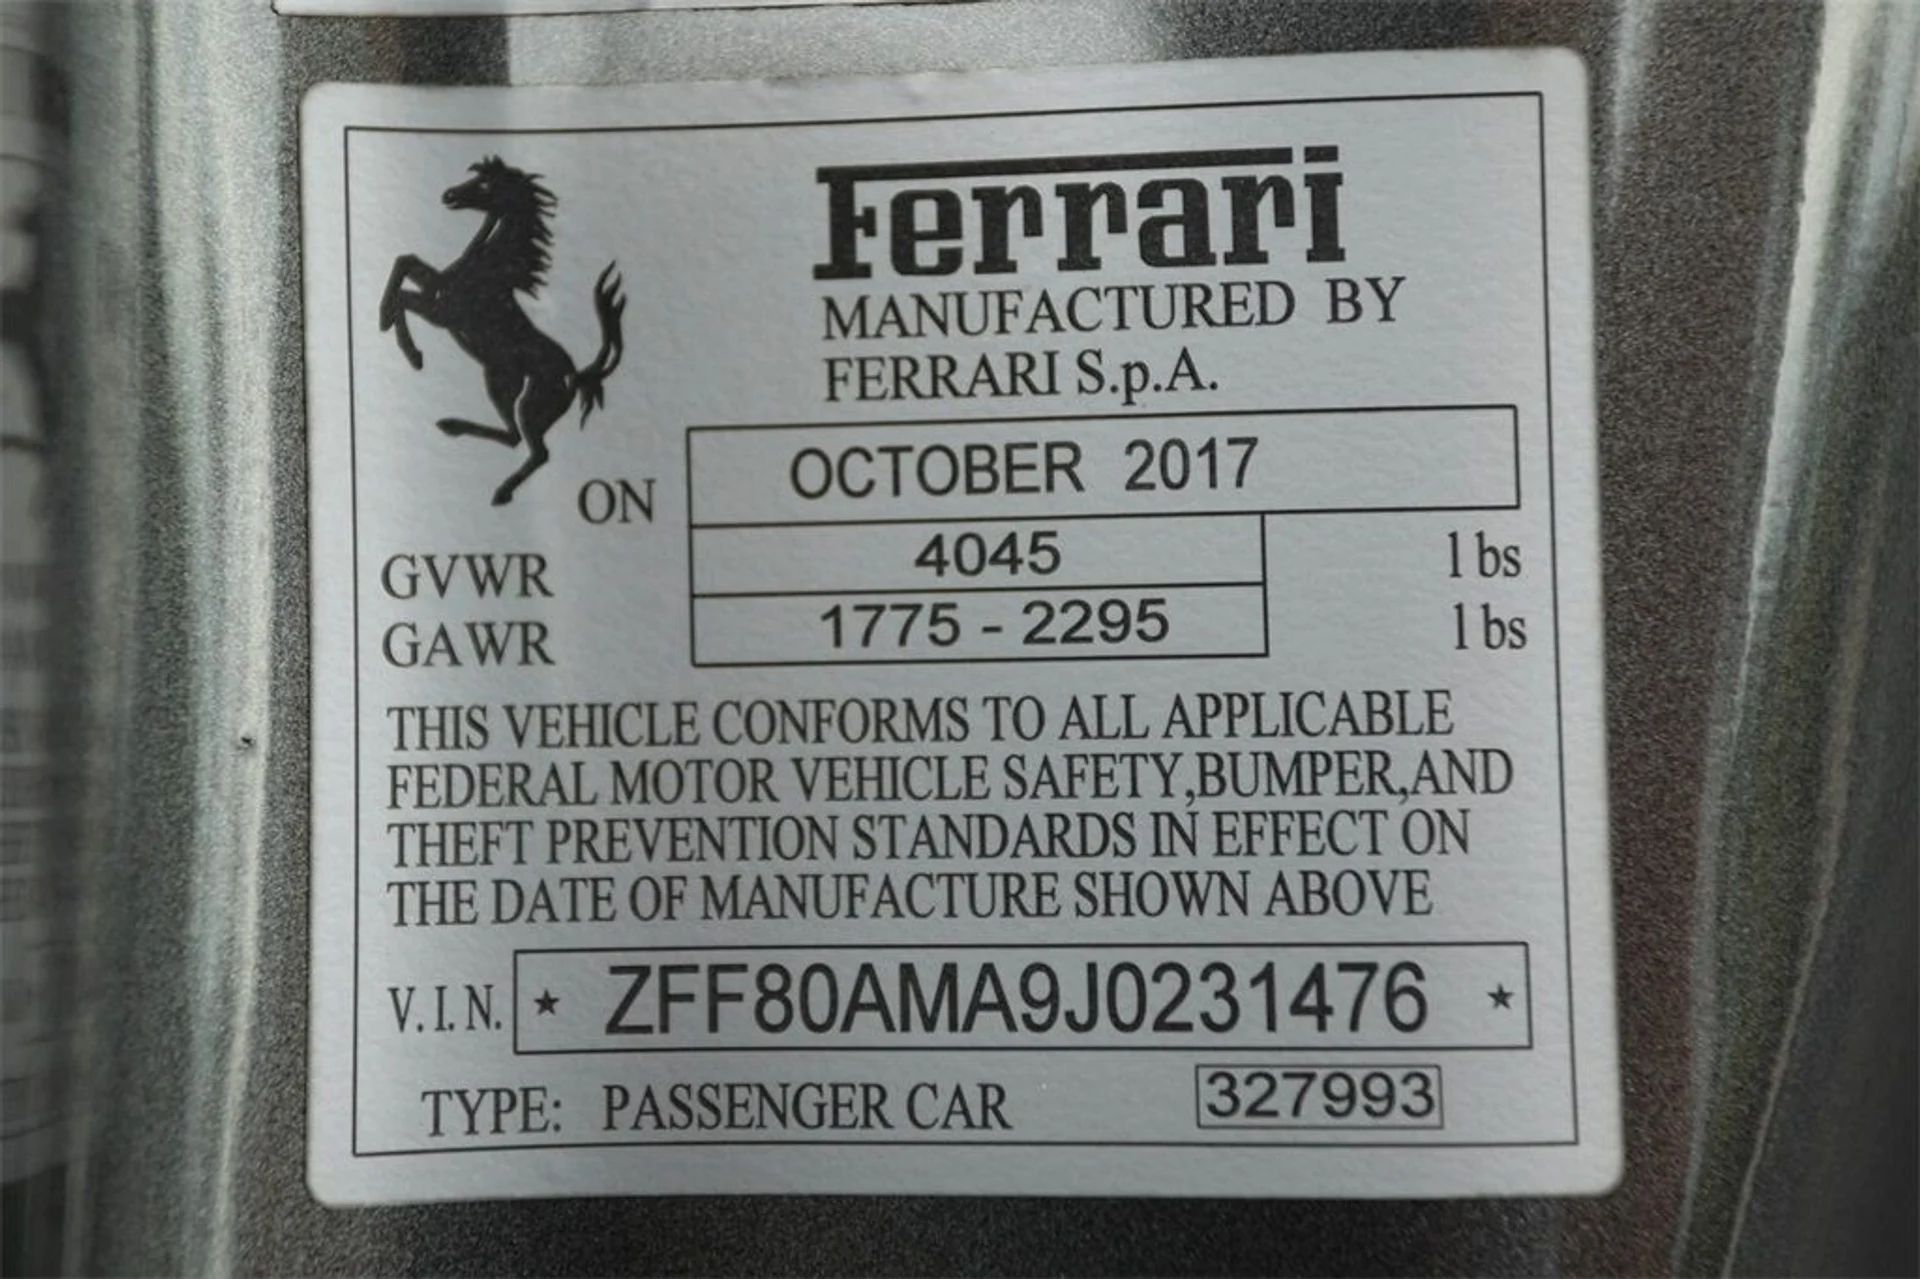 Ferrari
MANUFACTURED BY
FERRARI S.p.A.
ON OCTOBER 2017
GVWR 4045 lbs
GAWR 1775 - 2295 lbs
THIS VEHICLE CONFORMS TO ALL APPLICABLE
FEDERAL MOTOR VEHICLE SAFETY,BUMPER,AND
THEFT PREVENTION STANDARDS IN EFFECT ON
THE DATE OF MANUFACTURE SHOWN ABOVE
V.I.N. ★ ZFF80AMA9J0231476 ★
TYPE: PASSENGER CAR 327993